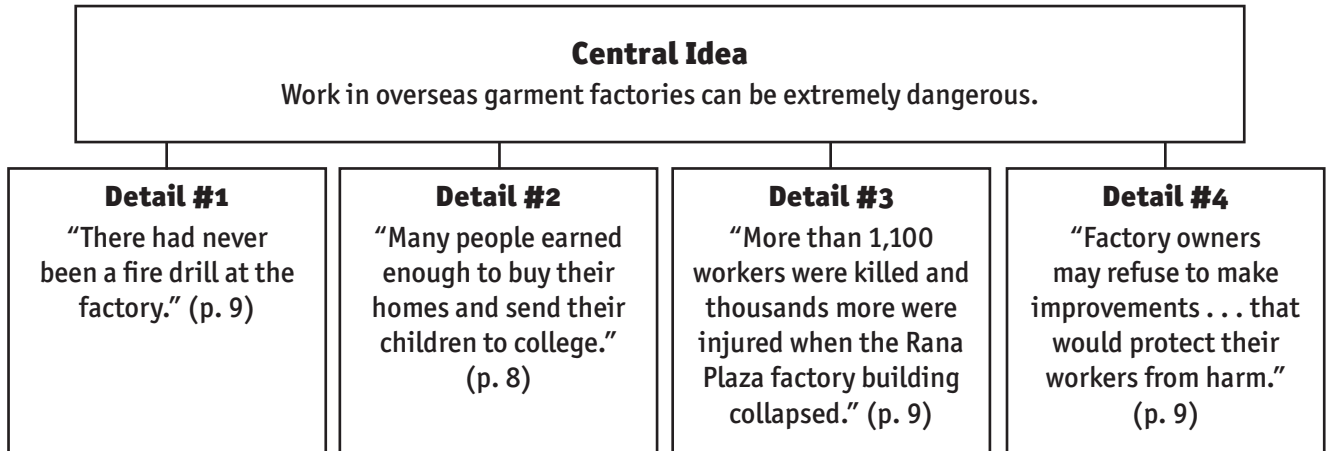 Central Idea
Work in overseas garment factories can be extremely dangerous.
Detail #1
“There had never
been a fire drill at the
factory.” (p. 9)
Detail #2
“Many people earned
enough to buy their
homes and send their
children to college.”
(p. 8)
Detail #3
“More than 1,100
workers were killed and
thousands more were
injured when the Rana
Plaza factory building
collapsed.” (p. 9)
Detail #4
“Factory owners
may refuse to make
improvements . . . that
would protect their
workers from harm.”
(p. 9)